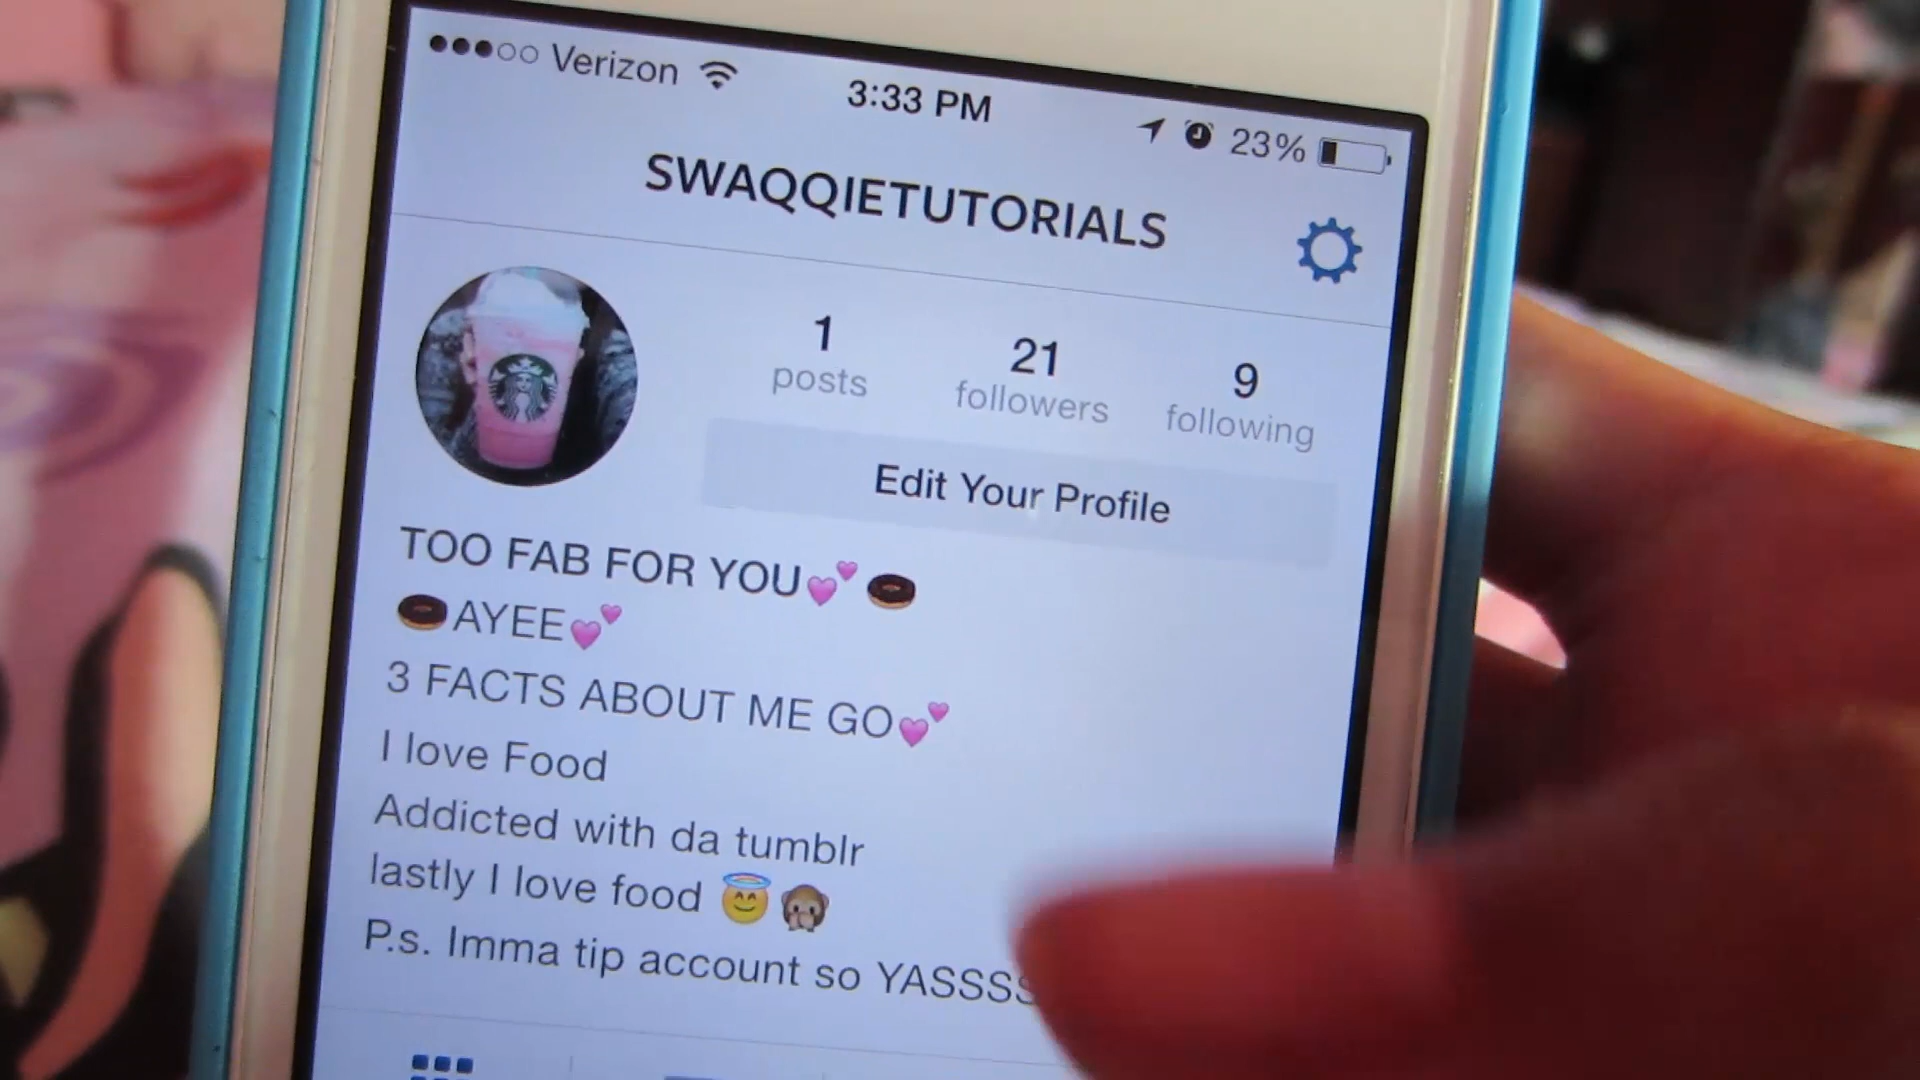 Verizon 3:33 PM 23%
SWAQQIETUTORIALS
1 21 9
posts followers following
Edit Your Profile
TOO FAB FOR YOU💕🍩
🍩AYEE💕
3 FACTS ABOUT ME GO💕
I love Food
Addicted with da tumblr
lastly I love food 😇🙊
P.s. Imma tip account so YASSSS